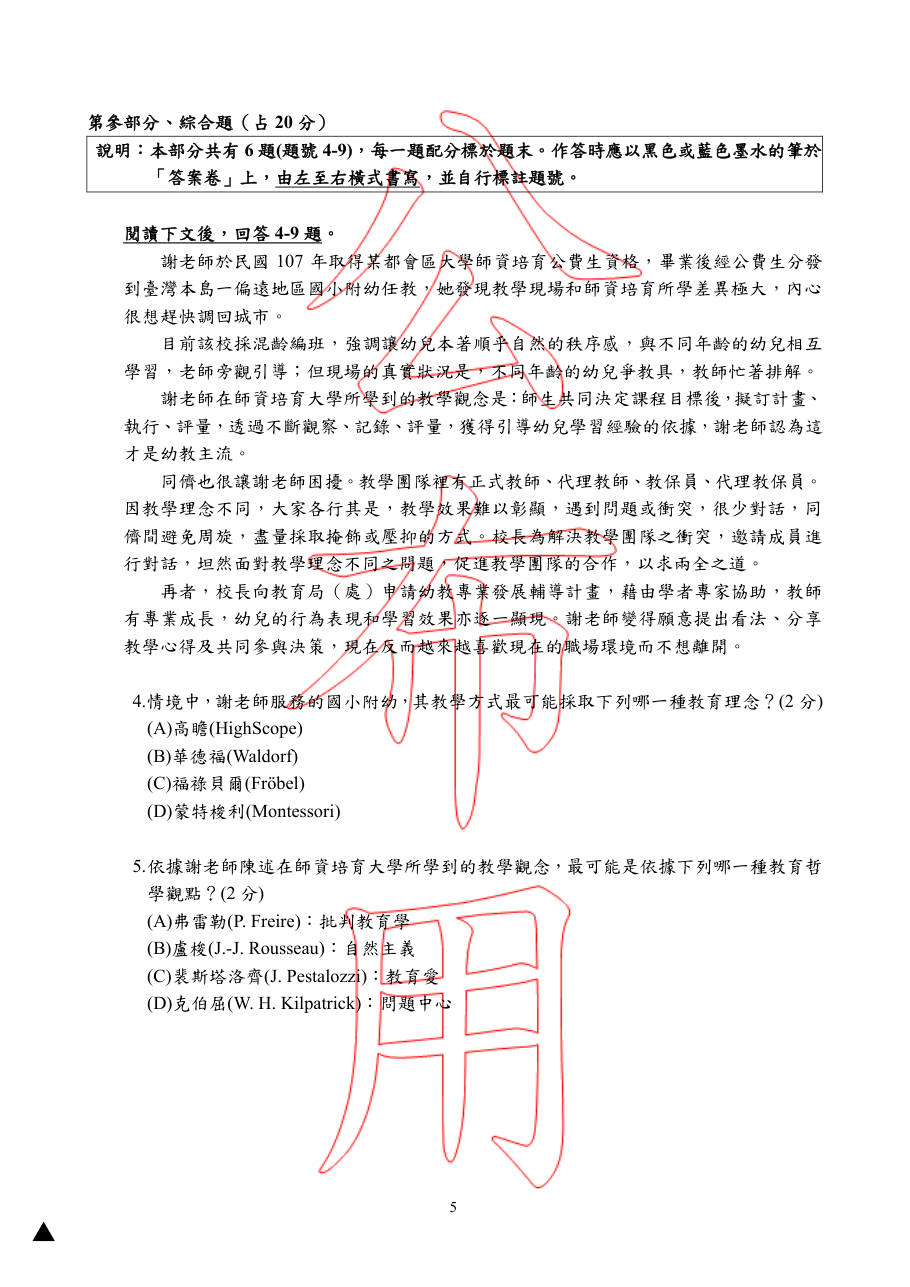 第參部分、綜合題（占 20 分）
說明：本部分共有 6 題(題號 4-9)，每一題配分標於題末。作答時應以黑色或藍色墨水的筆於
「答案卷」上，由左至右橫式書寫，並自行標註題號。
閱讀下文後，回答 4-9 題。
謝老師於民國 107 年取得某都會區大學師資培育公費生資格，畢業後經公費生分發
到臺灣本島一偏遠地區國小附幼任教，她發現教學現場和師資培育所學差異極大，內心
很想趕快調回城市。
目前該校採混齡編班，強調讓幼兒本著順乎自然的秩序感，與不同年齡的幼兒相互
學習，老師旁觀引導；但現場的真實狀況是，不同年齡的幼兒爭教具，教師忙著排解。
謝老師在師資培育大學所學到的教學觀念是：師生共同決定課程目標後，擬訂計畫、
執行、評量，透過不斷觀察、記錄、評量，獲得引導幼兒學習經驗的依據，謝老師認為這
才是幼教主流。
同儕也很讓謝老師困擾。教學團隊裡有正式教師、代理教師、教保員、代理教保員。
因教學理念不同，大家各行其是，教學效果難以彰顯，遇到問題或衝突，很少對話，同
儕間避免周旋，盡量採取掩飾或壓抑的方式。校長為解決教學團隊之衝突，邀請成員進
行對話，坦然面對教學理念不同之問題，促進教學團隊的合作，以求兩全之道。
再者，校長向教育局（處）申請幼教專業發展輔導計畫，藉由學者專家協助，教師
有專業成長，幼兒的行為表現和學習效果亦逐一顯現。謝老師變得願意提出看法、分享
教學心得及共同參與決策，現在反而越來越喜歡現在的職場環境而不想離開。
4.情境中，謝老師服務的國小附幼，其教學方式最可能採取下列哪一種教育理念？(2 分)
(A)高瞻(HighScope)
(B)華德福(Waldorf)
(C)福祿貝爾(Fröbel)
(D)蒙特梭利(Montessori)
5.依據謝老師陳述在師資培育大學所學到的教學觀念，最可能是依據下列哪一種教育哲
學觀點？(2 分)
(A)弗雷勒(P. Freire)：批判教育學
(B)盧梭(J.-J. Rousseau)：自然主義
(C)裴斯塔洛齊(J. Pestalozzi)：教育愛
(D)克伯屈(W. H. Kilpatrick)：問題中心
公布用
5